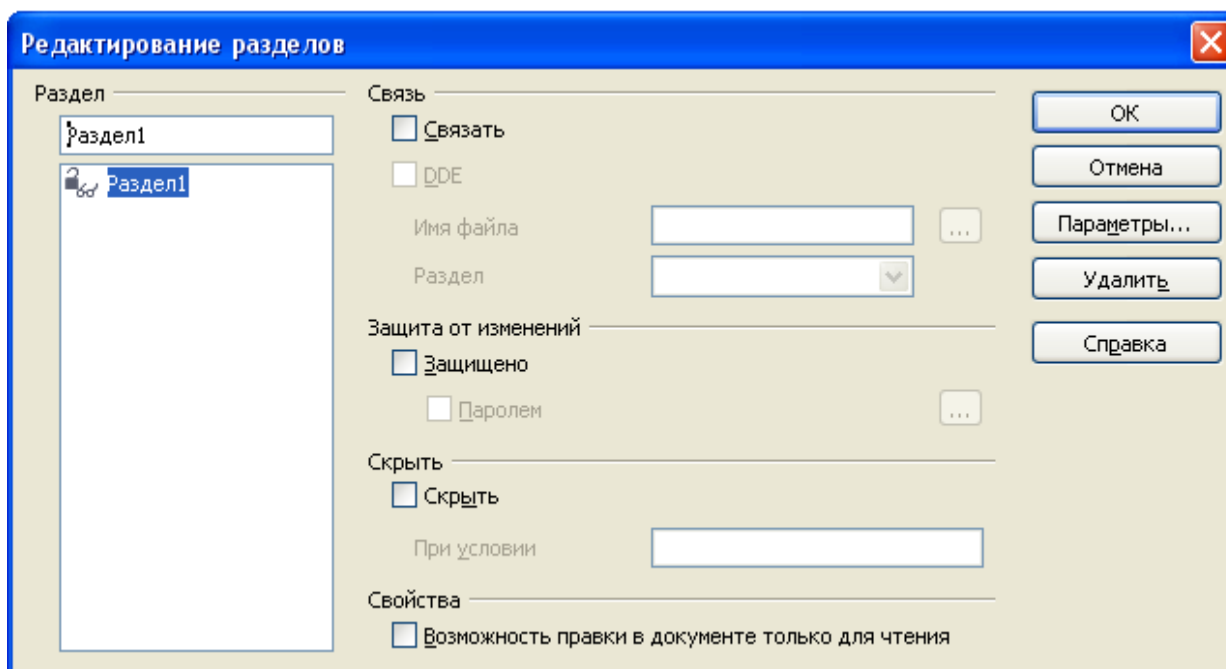 Редактирование разделов
Раздел
Раздел1
Раздел1
Связь
Связать
DDE
Имя файла
...
Раздел
Защита от изменений
Защищено
Паролем
...
Скрыть
Скрыть
При условии
Свойства
Возможность правки в документе только для чтения
ОК
Отмена
Параметры...
Удалить
Справка